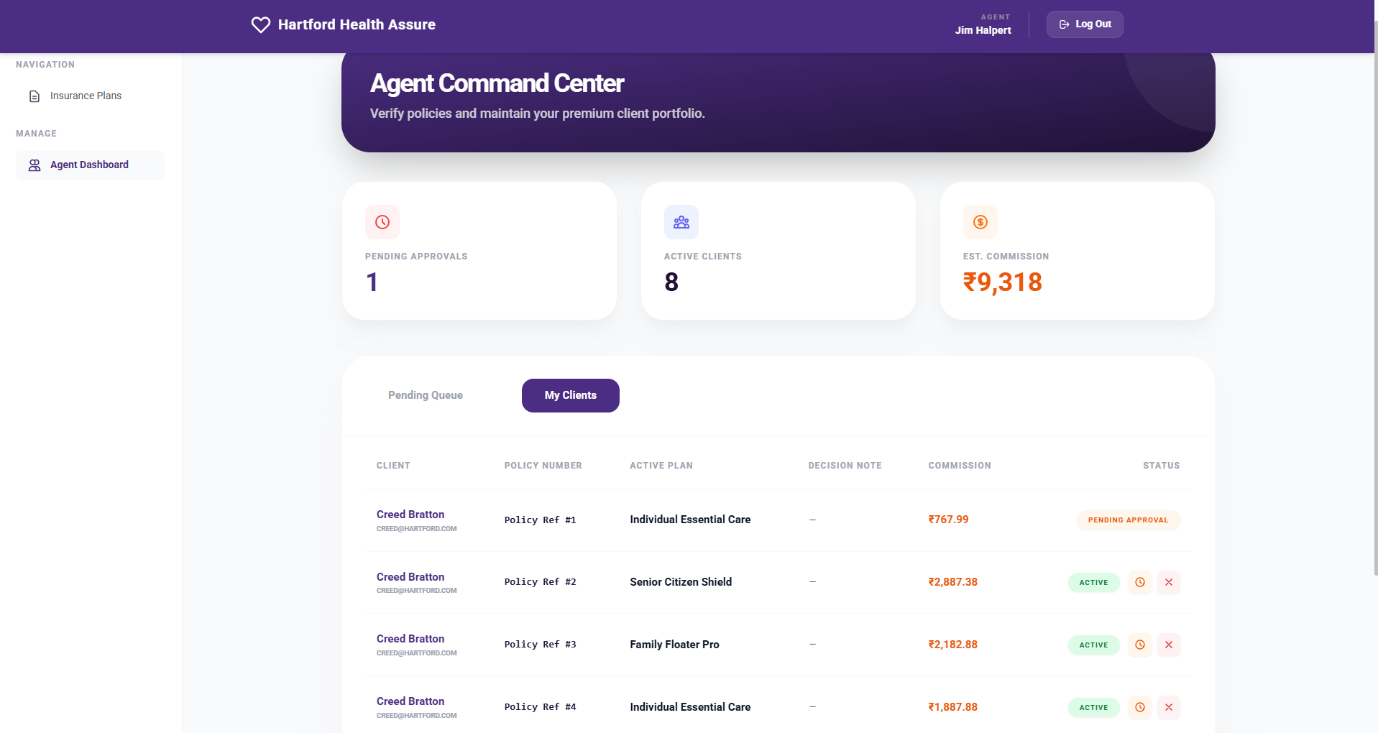 Hartford Health Assure
AGENT
Jim Halpert
Log Out
NAVIGATION
Insurance Plans
MANAGE
Agent Dashboard
Agent Command Center
Verify policies and maintain your premium client portfolio.
PENDING APPROVALS
1
ACTIVE CLIENTS
8
EST. COMMISSION
₹9,318
Pending Queue
My Clients
CLIENT POLICY NUMBER ACTIVE PLAN DECISION NOTE COMMISSION STATUS
Creed Bratton
CREED@HARTFORD.COM
Policy Ref #1 Individual Essential Care — ₹767.99 PENDING APPROVAL
Creed Bratton
CREED@HARTFORD.COM
Policy Ref #2 Senior Citizen Shield — ₹2,887.38 ACTIVE
Creed Bratton
CREED@HARTFORD.COM
Policy Ref #3 Family Floater Pro — ₹2,182.88 ACTIVE
Creed Bratton
CREED@HARTFORD.COM
Policy Ref #4 Individual Essential Care — ₹1,887.88 ACTIVE